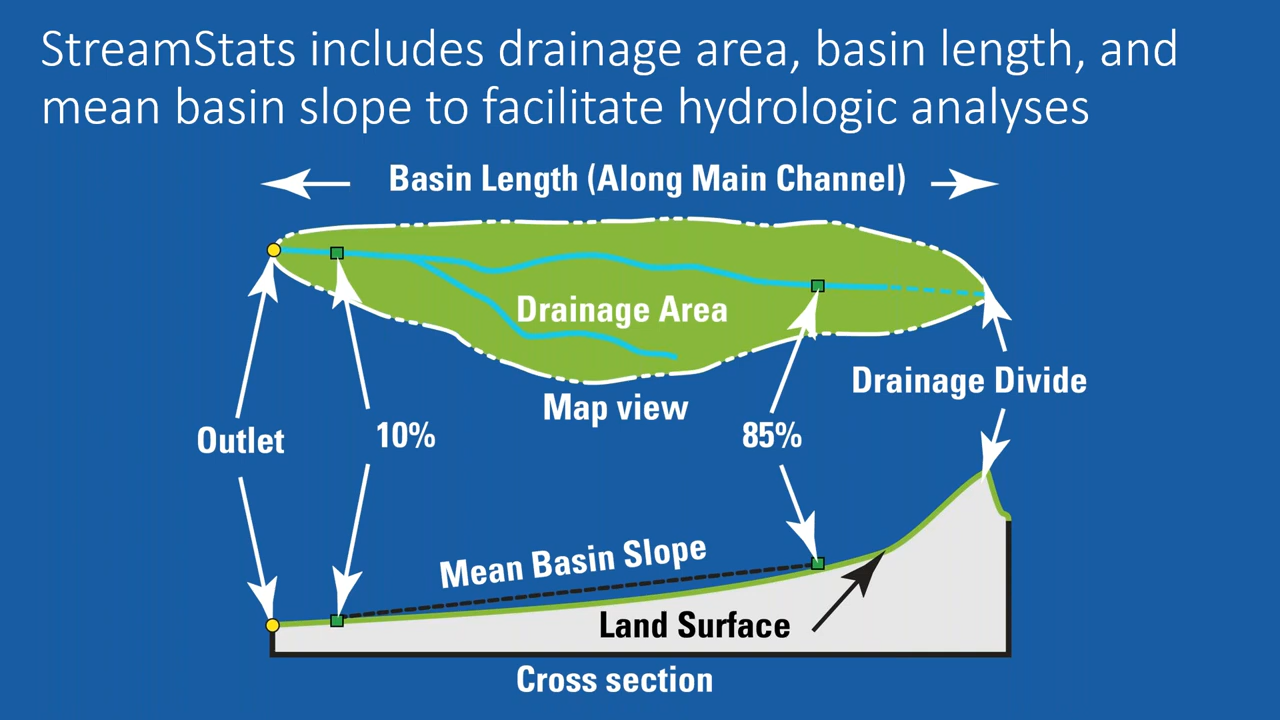 StreamStats includes drainage area, basin length, and
mean basin slope to facilitate hydrologic analyses
Basin Length (Along Main Channel)
Drainage Area
Drainage Divide
Map view
Outlet
10%
85%
Mean Basin Slope
Land Surface
Cross section